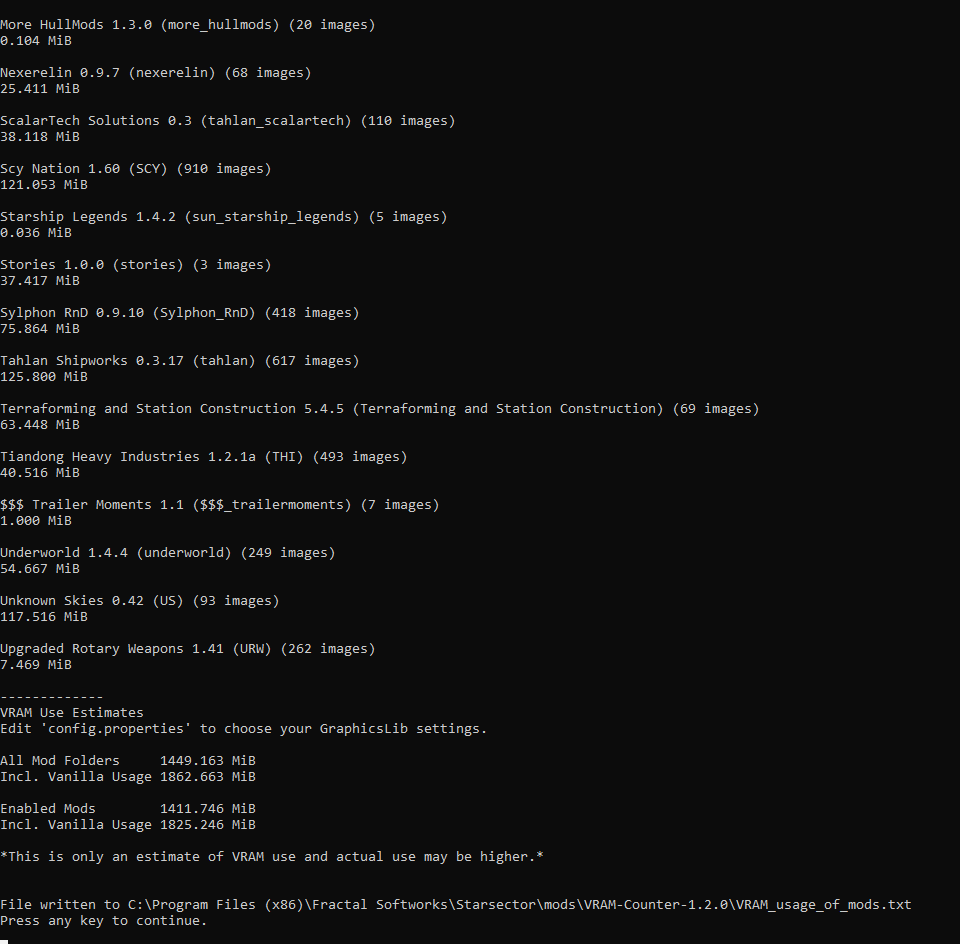 More HullMods 1.3.0 (more_hullmods) (20 images)
0.104 MiB
Nexerelin 0.9.7 (nexerelin) (68 images)
25.411 MiB
ScalarTech Solutions 0.3 (tahlan_scalartech) (110 images)
38.118 MiB
Scy Nation 1.60 (SCY) (910 images)
121.053 MiB
Starship Legends 1.4.2 (sun_starship_legends) (5 images)
0.036 MiB
Stories 1.0.0 (stories) (3 images)
37.417 MiB
Sylphon RnD 0.9.10 (Sylphon_RnD) (418 images)
75.864 MiB
Tahlan Shipworks 0.3.17 (tahlan) (617 images)
125.800 MiB
Terraforming and Station Construction 5.4.5 (Terraforming and Station Construction) (69 images)
63.448 MiB
Tiandong Heavy Industries 1.2.1a (THI) (493 images)
40.516 MiB
$$$ Trailer Moments 1.1 ($$$_trailermoments) (7 images)
1.000 MiB
Underworld 1.4.4 (underworld) (249 images)
54.667 MiB
Unknown Skies 0.42 (US) (93 images)
117.516 MiB
Upgraded Rotary Weapons 1.41 (URW) (262 images)
7.469 MiB
-------------
VRAM Use Estimates
Edit 'config.properties' to choose your GraphicsLib settings.
All Mod Folders     1449.163 MiB
Incl. Vanilla Usage 1862.663 MiB
Enabled Mods        1411.746 MiB
Incl. Vanilla Usage 1825.246 MiB
*This is only an estimate of VRAM use and actual use may be higher.*
File written to C:\Program Files (x86)\Fractal Softworks\Starsector\mods\VRAM-Counter-1.2.0\VRAM_usage_of_mods.txt
Press any key to continue.